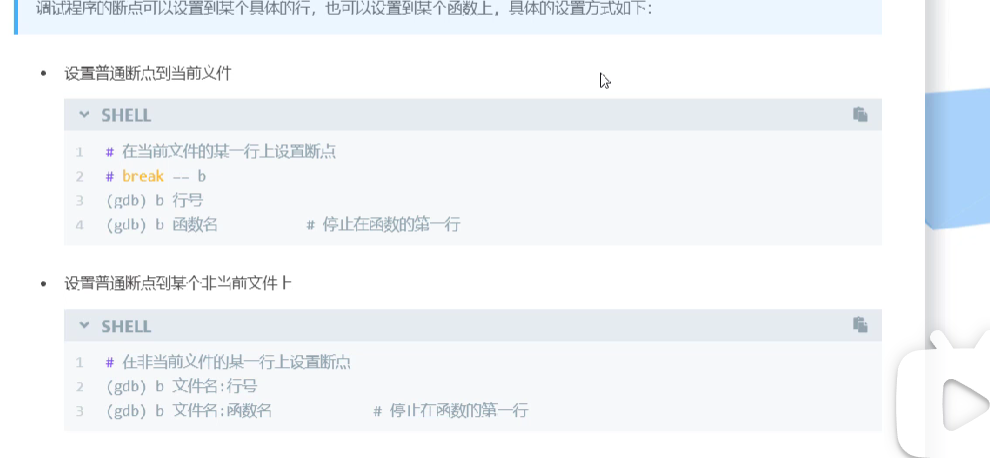 调试程序的断点可以设置到某个具体的行，也可以设置到某个函数上，具体的设置方式如下：
• 设置普通断点到当前文件
SHELL
1 # 在当前文件的某一行上设置断点
2 # break == b
3 (gdb) b 行号
4 (gdb) b 函数名 # 停止在函数的第一行
• 设置普通断点到某个非当前文件上
SHELL
1 # 在非当前文件的某一行上设置断点
2 (gdb) b 文件名:行号
3 (gdb) b 文件名:函数名 # 停止在函数的第一行